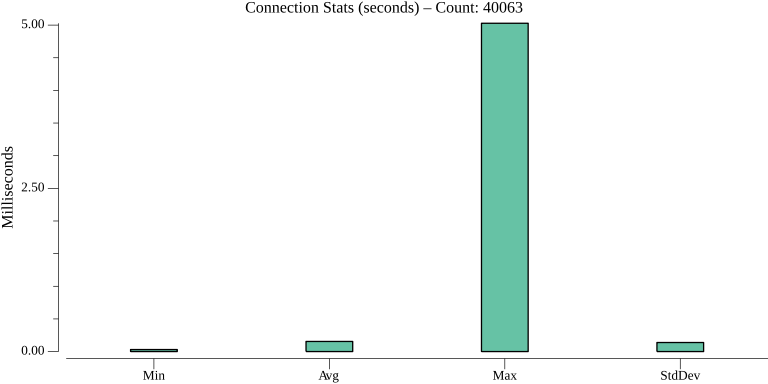 Connection Stats (seconds) – Count: 40063
Milliseconds
5.00
2.50
0.00
Min
Avg
Max
StdDev